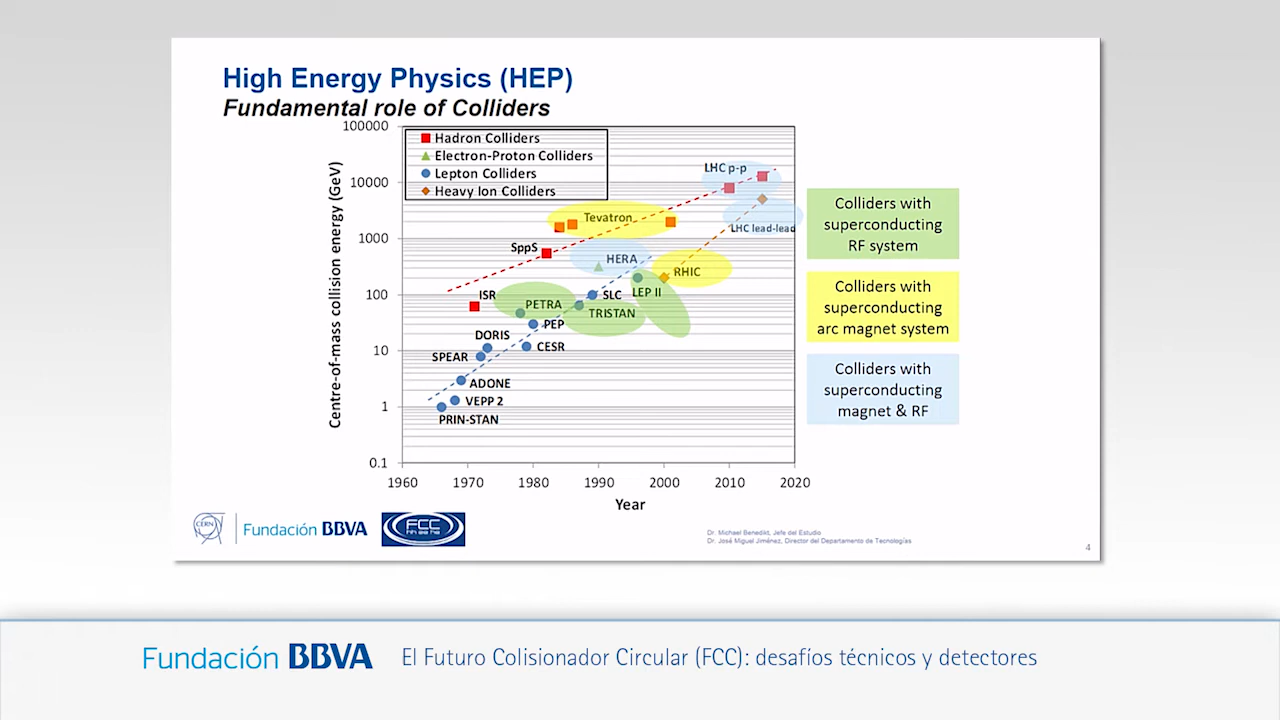 High Energy Physics (HEP)
Fundamental role of Colliders
100000
10000
1000
100
10
1
0.1
Centre-of-mass collision energy (GeV)
Hadron Colliders
Electron-Proton Colliders
Lepton Colliders
Heavy Ion Colliders
LHC p-p
Tevatron
LHC lead-lead
SppS
HERA
RHIC
ISR
PETRA
SLC
LEP II
TRISTAN
PEP
DORIS
CESR
SPEAR
ADONE
VEPP 2
PRIN-STAN
1960 1970 1980 1990 2000 2010 2020
Year
Colliders with
superconducting
RF system
Colliders with
superconducting
arc magnet system
Colliders with
superconducting
magnet & RF
CERN
Fundación BBVA
FCC
hh ee he
Dr. Michael Benedikt, Jefe del Estudio
Dr. José Miguel Jiménez, Director del Departamento de Tecnologías
4
Fundación BBVA El Futuro Colisionador Circular (FCC): desafíos técnicos y detectores